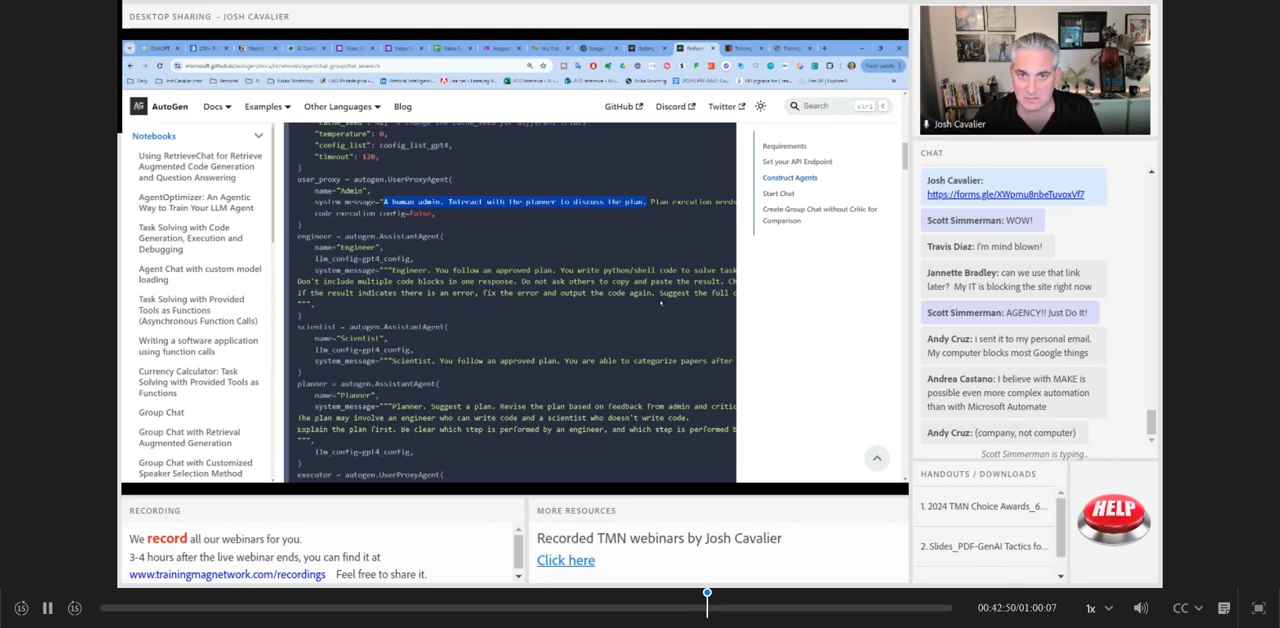 DESKTOP SHARING - JOSH CAVALIER
microsoft.github.io/autogen/docs/notebooks/agentchat_groupchat_research
AutoGen
Docs
Examples
Other Languages
Blog
GitHub
Discord
Twitter
Search
ctrl
K
Notebooks
Using RetrieveChat for Retrieve
Augmented Code Generation
and Question Answering
AgentOptimizer: An Agentic
Way to Train Your LLM Agent
Task Solving with Code
Generation, Execution and
Debugging
Agent Chat with custom model
loading
Task Solving with Provided
Tools as Functions
(Asynchronous Function Calls)
Writing a software application
using function calls
Currency Calculator: Task
Solving with Provided Tools as
Functions
Group Chat
Group Chat with Retrieval
Augmented Generation
Group Chat with Customized
Speaker Selection Method
"temperature": 0,
"config_list": config_list_gpt4,
"timeout": 120,
}
user_proxy = autogen.UserProxyAgent(
name="Admin",
system_message="A human admin. Interact with the planner to discuss the plan. Plan execution needs
code_execution_config=False,
)
engineer = autogen.AssistantAgent(
name="Engineer",
llm_config=gpt4_config,
system_message="""Engineer. You follow an approved plan. You write python/shell code to solve task
Don't include multiple code blocks in one response. Do not ask others to copy and paste the result. Ch
If the result indicates there is an error, fix the error and output the code again. Suggest the full c
""",
)
scientist = autogen.AssistantAgent(
name="Scientist",
llm_config=gpt4_config,
system_message="""Scientist. You follow an approved plan. You are able to categorize papers after
)
planner = autogen.AssistantAgent(
name="Planner",
system_message="""Planner. Suggest a plan. Revise the plan based on feedback from admin and critic
The plan may involve an engineer who can write code and a scientist who doesn't write code.
Explain the plan first. Be clear which step is performed by an engineer, and which step is performed b
""",
llm_config=gpt4_config,
)
executor = autogen.UserProxyAgent(
Requirements
Set your API Endpoint
Construct Agents
Start Chat
Create Group Chat without Critic for
Comparison
Josh Cavalier
CHAT
Josh Cavalier:
https://forms.gle/XWpmu8nbeTuvoxVf7
Scott Simmerman: WOW!
Travis Diaz: I'm mind blown!
Jannette Bradley: can we use that link
later? My IT is blocking the site right now
Scott Simmerman: AGENCY!! Just Do It!
Andy Cruz: i sent it to my personal email.
My computer blocks most Google things
Andrea Castano: I believe with MAKE is
possible even more complex automation
than with Microsoft Automate
Andy Cruz: (company, not computer)
Scott Simmerman is typing...
HANDOUTS / DOWNLOADS
1. 2024 TMN Choice Awards_6...
2. Slides_PDF-GenAI Tactics fo...
HELP
RECORDING
We record all our webinars for you.
3-4 hours after the live webinar ends, you can find it at
www.trainingmagnetwork.com/recordings Feel free to share it.
MORE RESOURCES
Recorded TMN webinars by Josh Cavalier
Click here
15
15
00:42:50/01:00:07
1x
CC